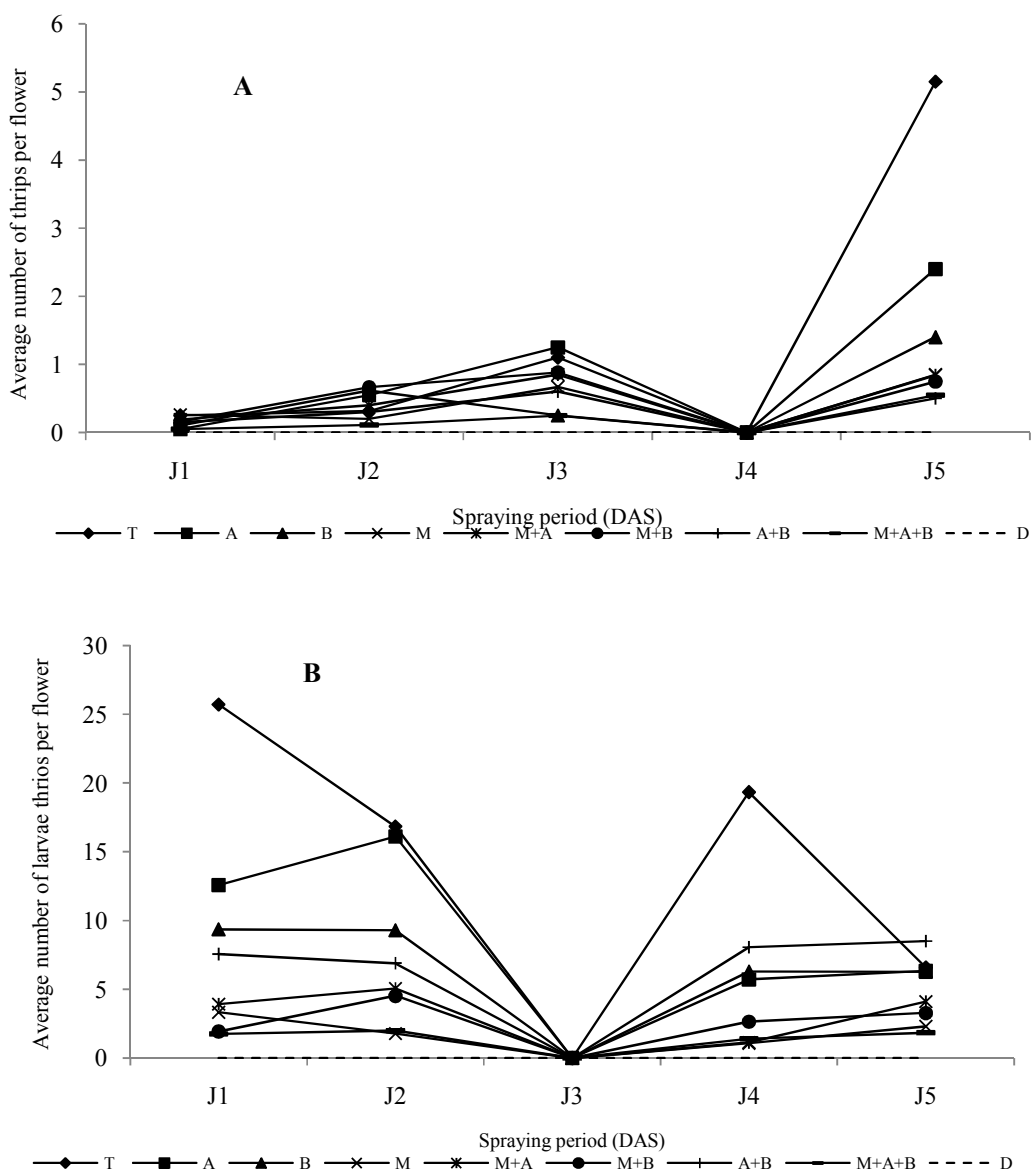 6
5
4
3
2
1
0
Average number of thrips per flower
A
J1 J2 J3 J4 J5
Spraying period (DAS)
T A B M M+A M+B A+B M+A+B D
30
25
20
15
10
5
0
Average number of larvae thrios per flower
B
J1 J2 J3 J4 J5
Spraying period (DAS)
T A B M M+A M+B A+B M+A+B D